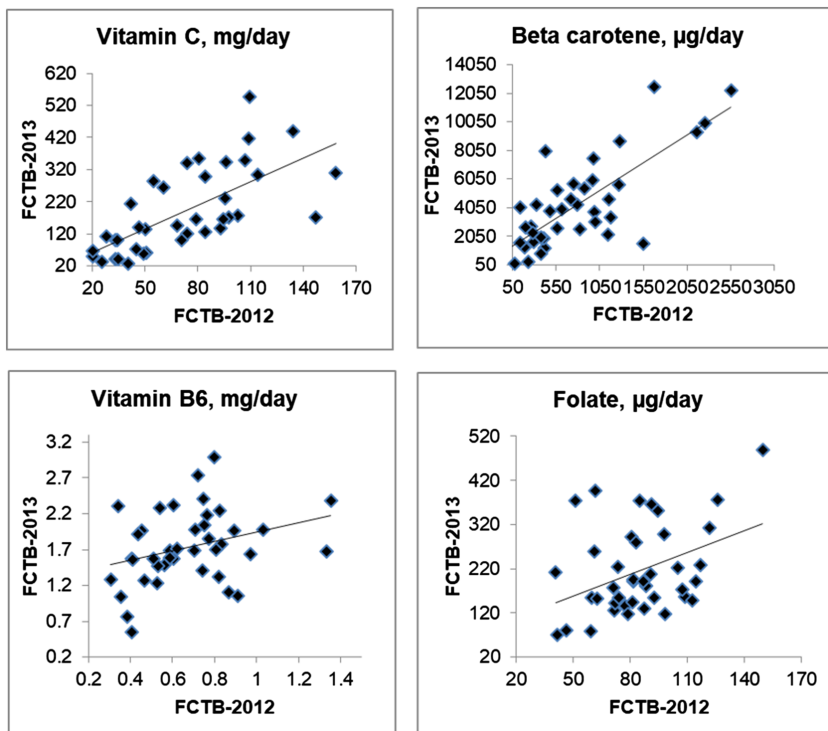 Vitamin C, mg/day
620
520
420
320
220
120
20
FCTB-2013
20 50 80 110 140 170
FCTB-2012
Beta carotene, µg/day
14050
12050
10050
8050
6050
4050
2050
50
FCTB-2013
50 550 1050 1550 2050 2550 3050
FCTB-2012
Vitamin B6, mg/day
3.2
2.7
2.2
1.7
1.2
0.7
0.2
FCTB-2013
0.2 0.4 0.6 0.8 1 1.2 1.4
FCTB-2012
Folate, µg/day
520
420
320
220
120
20
FCTB-2013
20 70 120 170
FCTB-2012